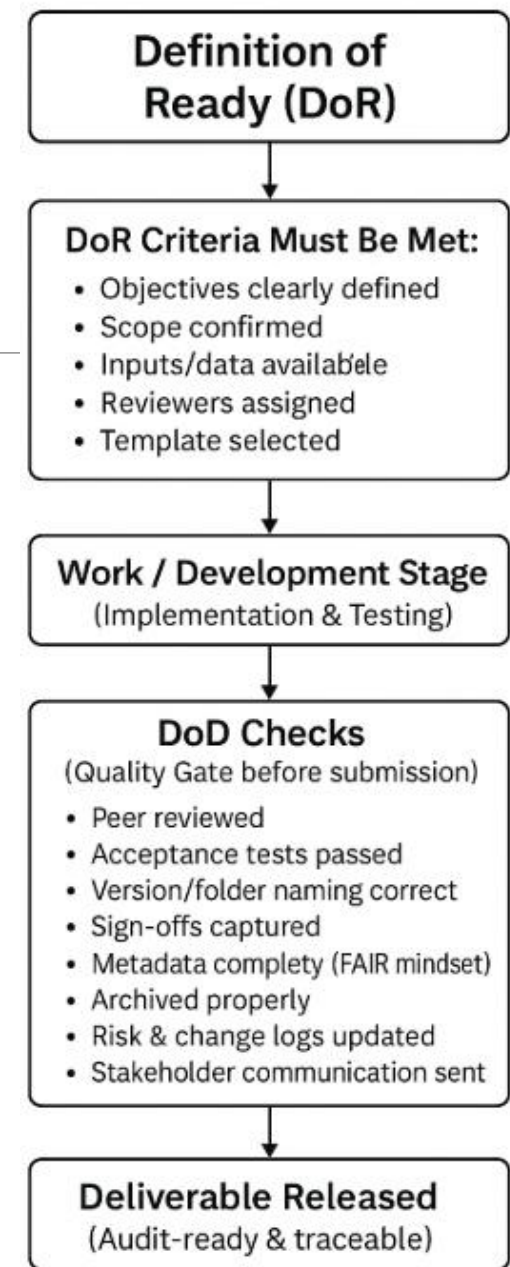 Definition of
Ready (DoR)
DoR Criteria Must Be Met:
• Objectives clearly defined
• Scope confirmed
• Inputs/data availabele
• Reviewers assigned
• Template selected
Work / Development Stage
(Implementation & Testing)
DoD Checks
(Quality Gate before submission)
• Peer reviewed
• Acceptance tests passed
• Version/folder naming correct
• Sign-offs captured
• Metadata complety (FAIR mindset)
• Archived properly
• Risk & change logs updated
• Stakeholder communication sent
Deliverable Released
(Audit-ready & traceable)